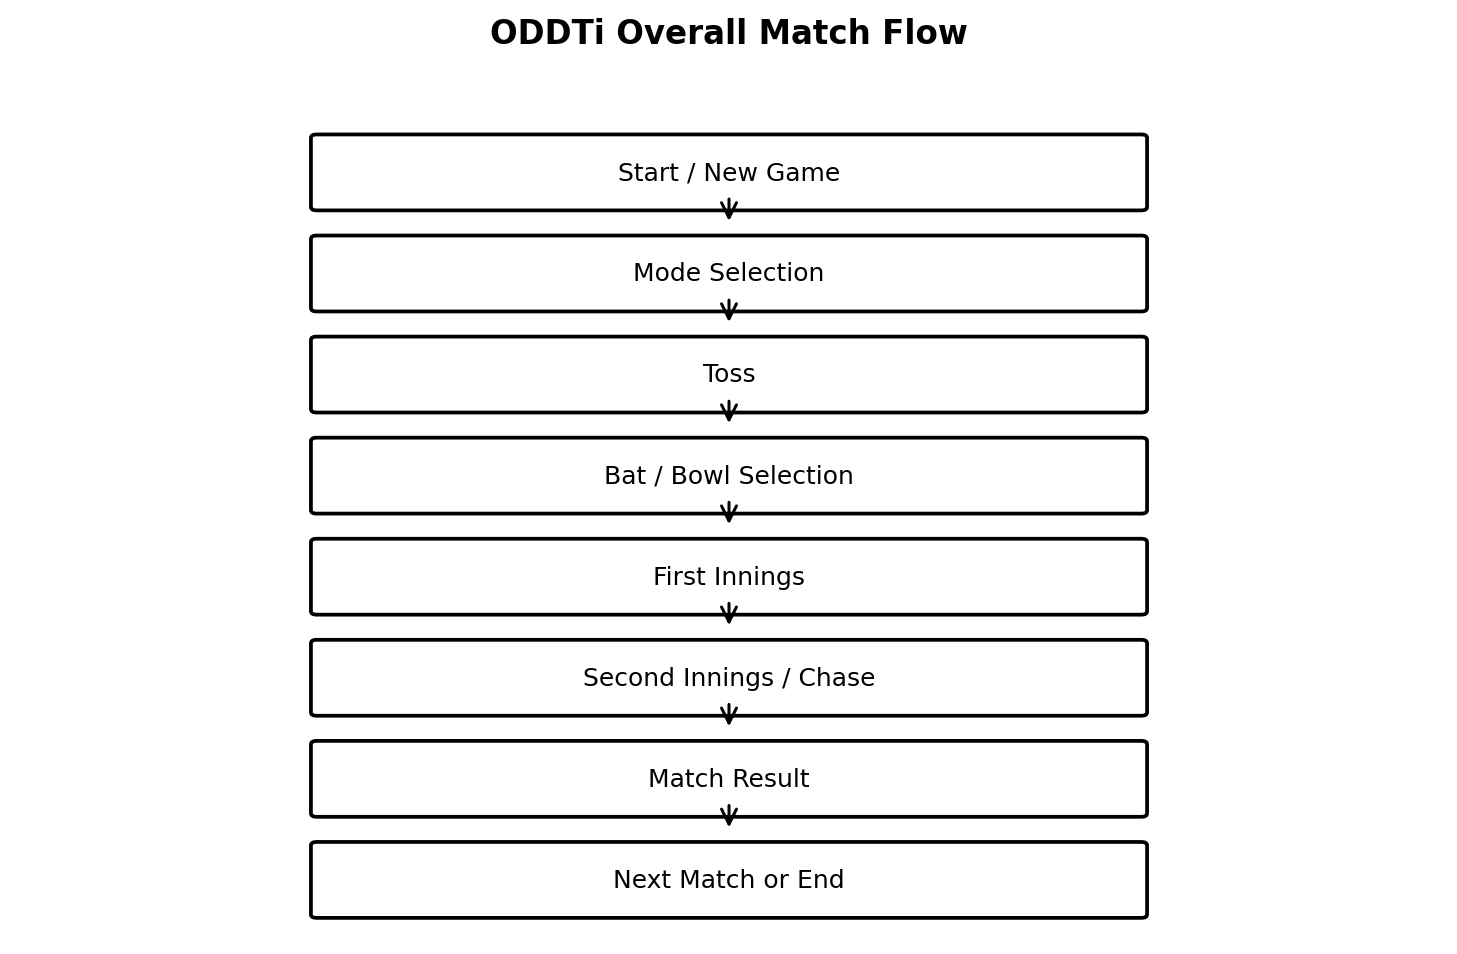 ODDTi Overall Match Flow
Start / New Game
Mode Selection
Toss
Bat / Bowl Selection
First Innings
Second Innings / Chase
Match Result
Next Match or End